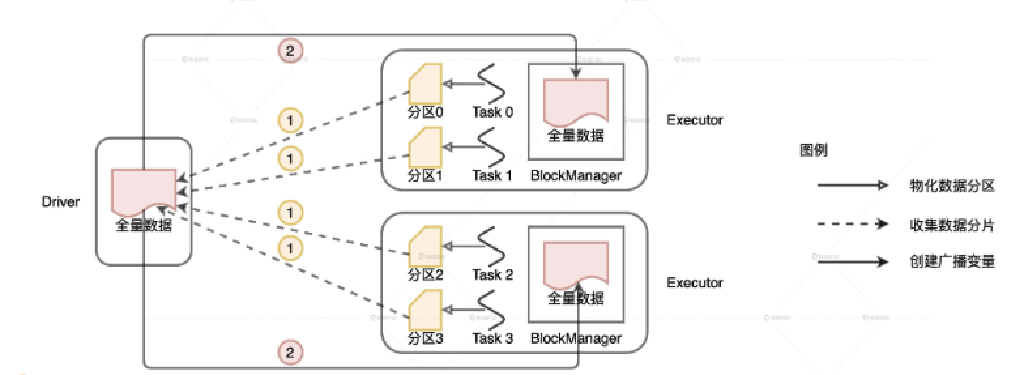 2
分区0
Task 0
全量数据
1
Executor
1
分区1
Task 1
BlockManager
图例
物化数据分区
Driver
全量数据
1
收集数据分片
1
分区2
Task 2
全量数据
创建广播变量
Executor
分区3
Task 3
BlockManager
2